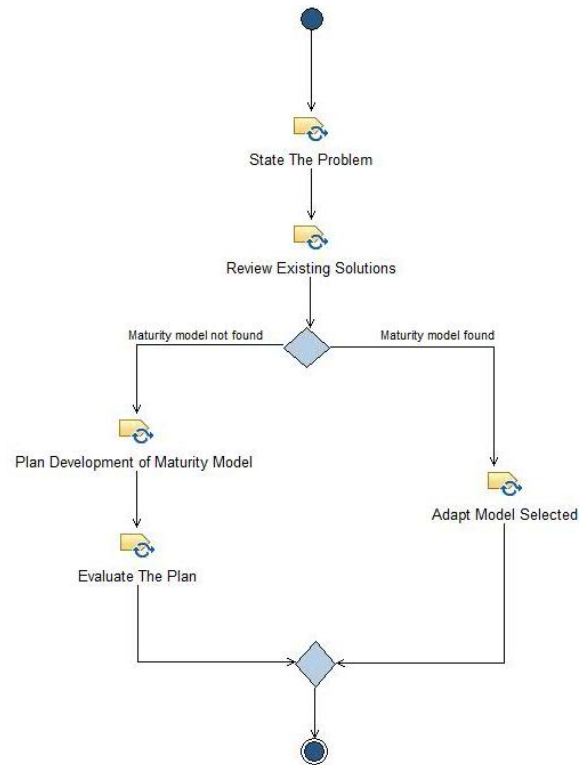 State The Problem
Review Existing Solutions
Maturity model not found
Maturity model found
Plan Development of Maturity Model
Adapt Model Selected
Evaluate The Plan